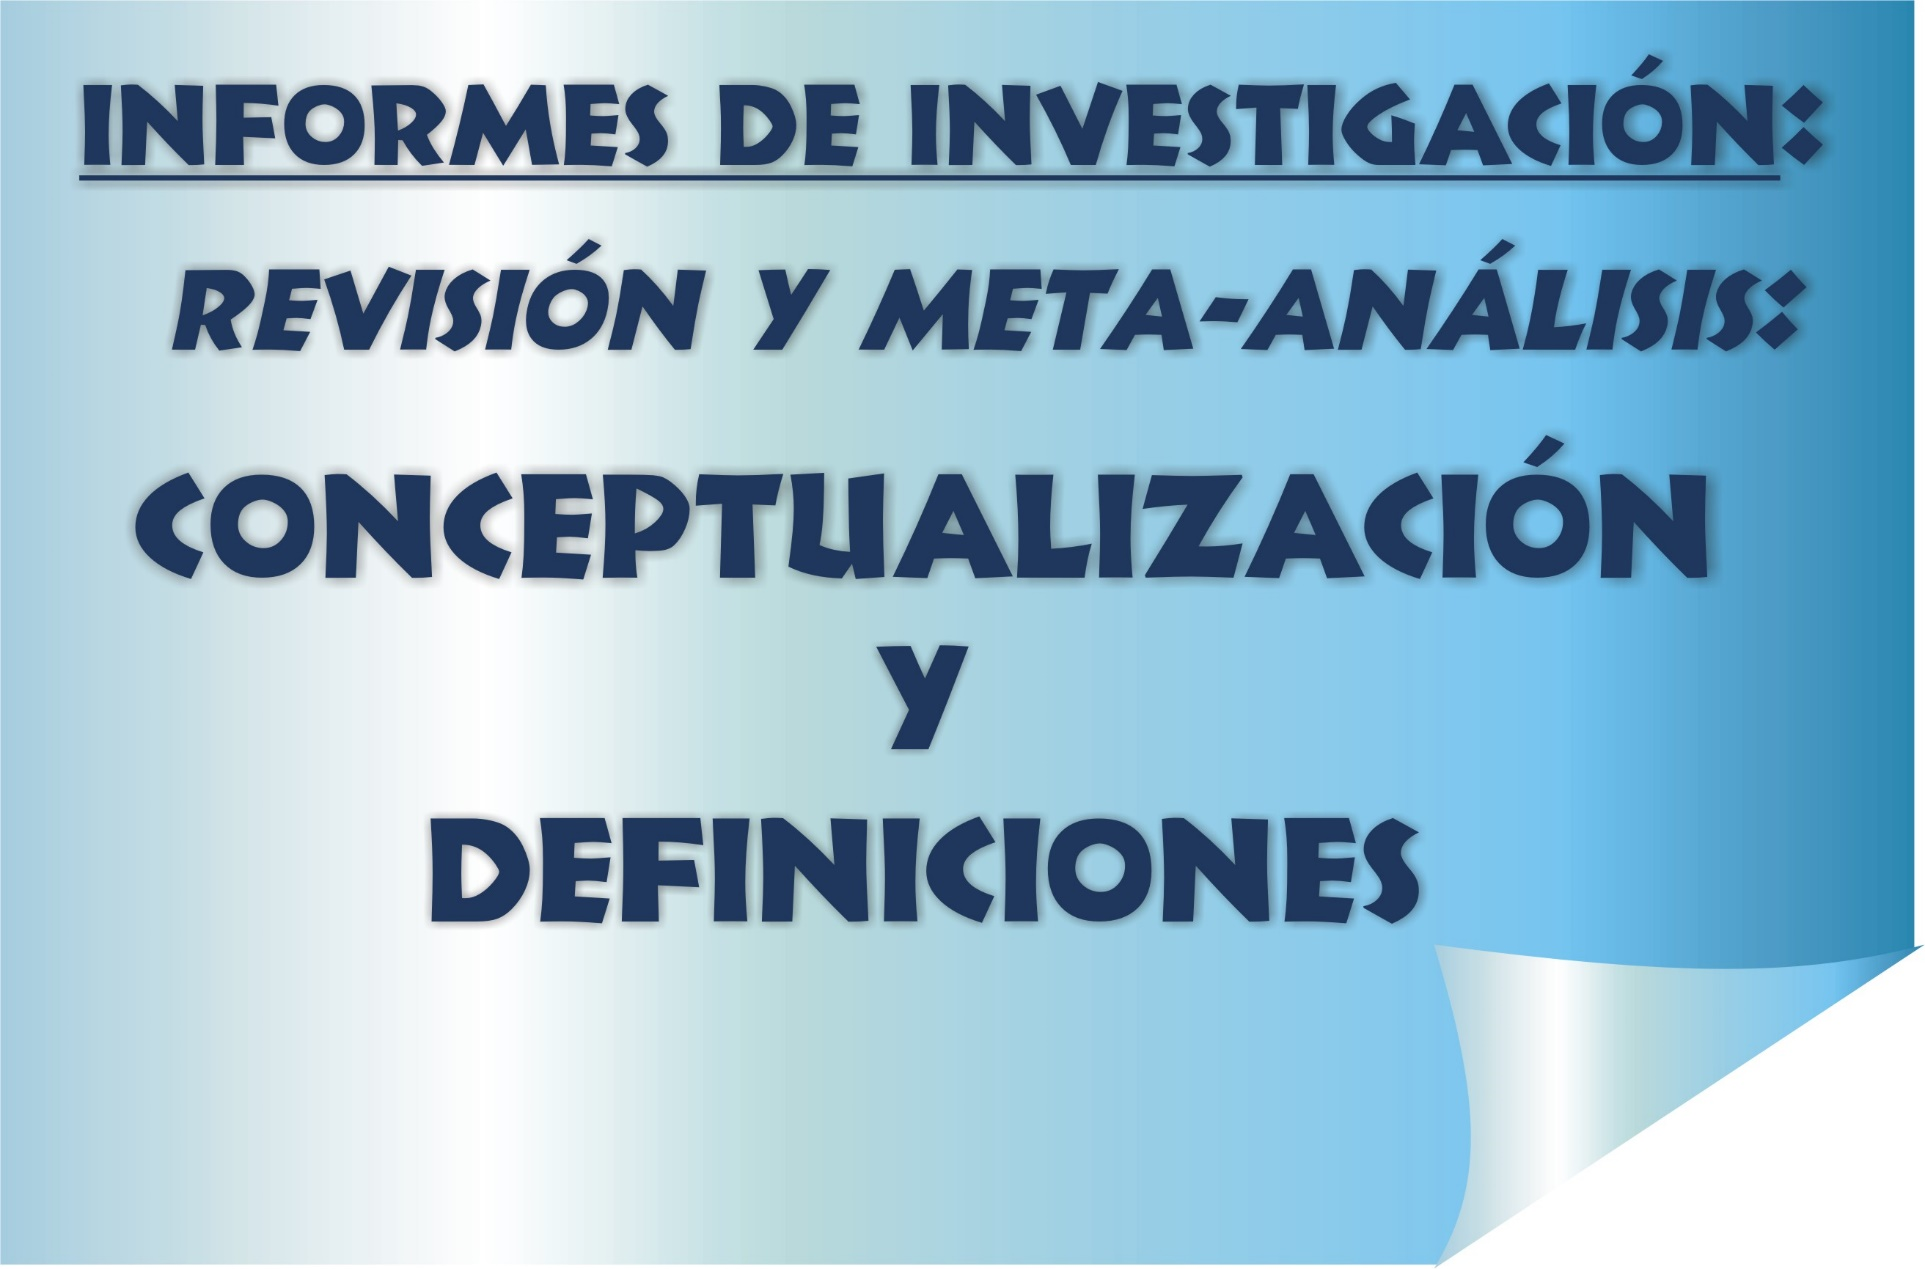 INFORMES DE INVESTIGACIÓN:
REVISIÓN Y META-ANÁLISIS:
CONCEPTUALIZACIÓN
Y
DEFINICIONES